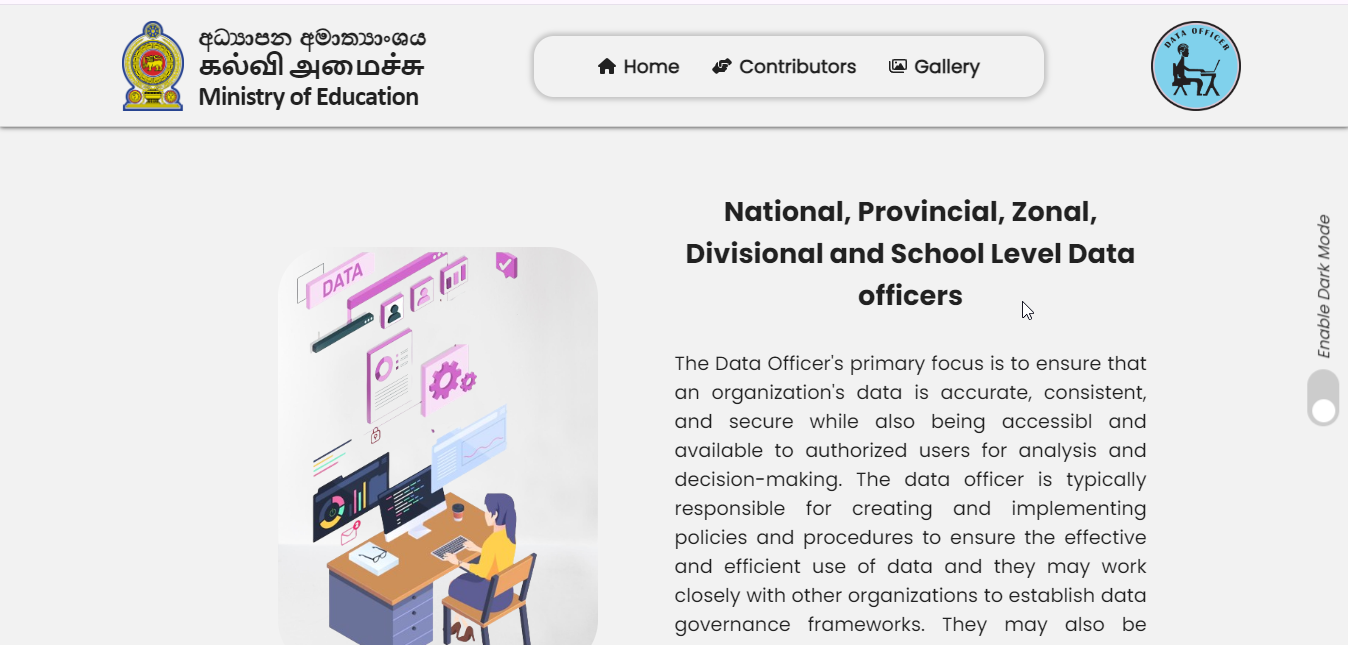 අධ්‍යාපන අමාත්‍යාංශය
கல்வி அமைச்சு
Ministry of Education
Home
Contributors
Gallery
DATA OFFICER
National, Provincial, Zonal,
Divisional and School Level Data
officers
DATA
The Data Officer's primary focus is to ensure that
an organization's data is accurate, consistent,
and secure while also being accessibl and
available to authorized users for analysis and
decision-making. The data officer is typically
responsible for creating and implementing
policies and procedures to ensure the effective
and efficient use of data and they may work
closely with other organizations to establish data
governance frameworks. They may also be
Enable Dark Mode